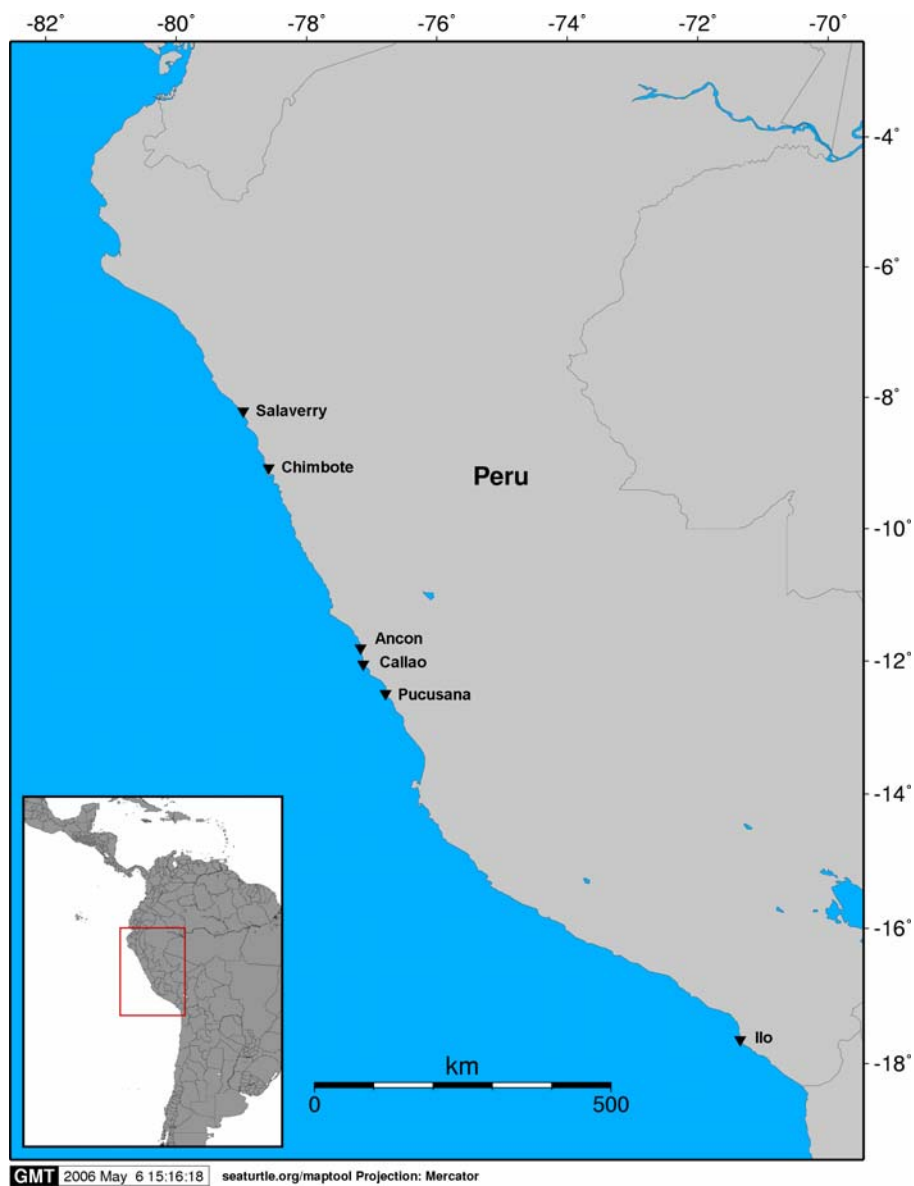 -82° -80° -78° -76° -74° -72° -70°
-4°
-6°
-8°
Salaverry
Chimbote
Peru
-10°
Ancon
-12°
Callao
Pucusana
-14°
-16°
Ilo
-18°
km
0 500
GMT 2006 May 6 15:16:18 seaturtle.org/maptool Projection: Mercator